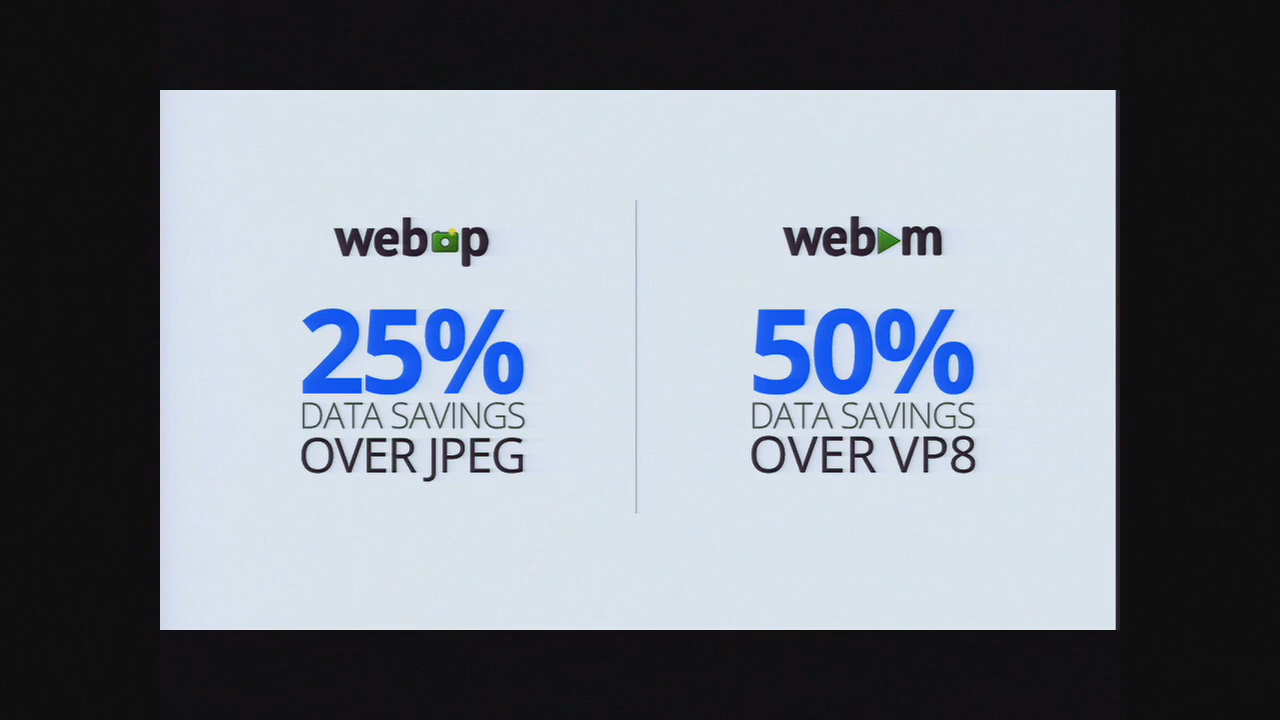 webp
25%
DATA SAVINGS
OVER JPEG
webm
50%
DATA SAVINGS
OVER VP8